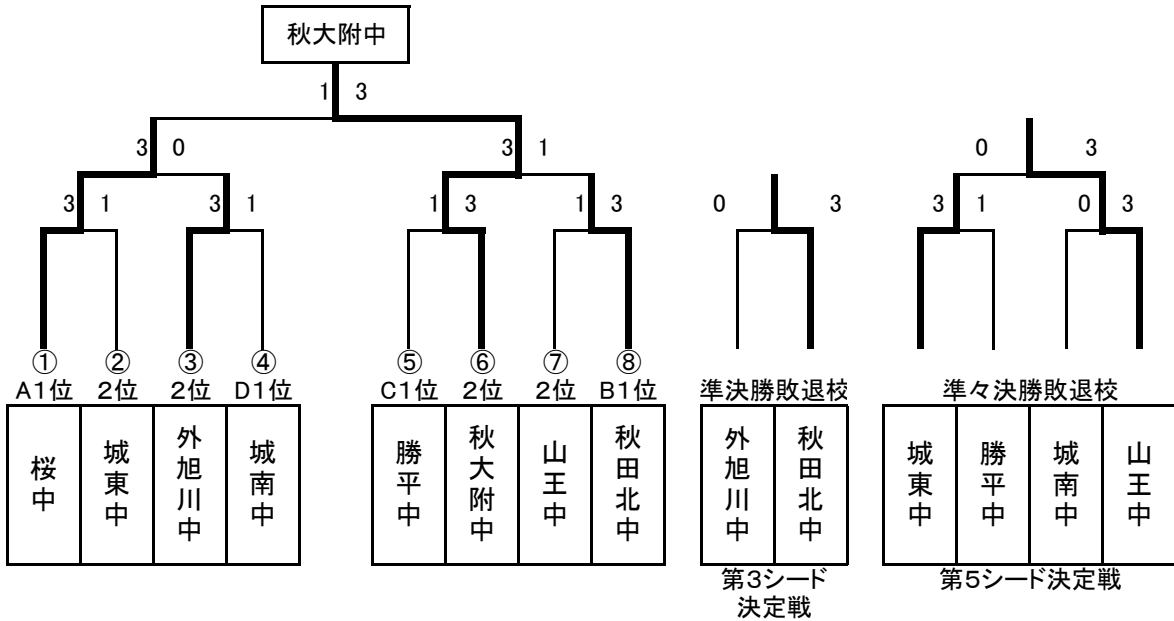 秋大附中
1 3
3 0 3 1 0 3
3 1 3 1 1 3 1 3 0 3 3 1 0 3
① ② ③ ④ ⑤ ⑥ ⑦ ⑧
A1位 2位 2位 D1位 C1位 2位 2位 B1位 準決勝敗退校 準々決勝敗退校
桜中
城東中
外旭川中
城南中
勝平中
秋大附中
山王中
秋田北中
外旭川中
秋田北中
城東中
勝平中
城南中
山王中
第3シード
決定戦
第5シード決定戦